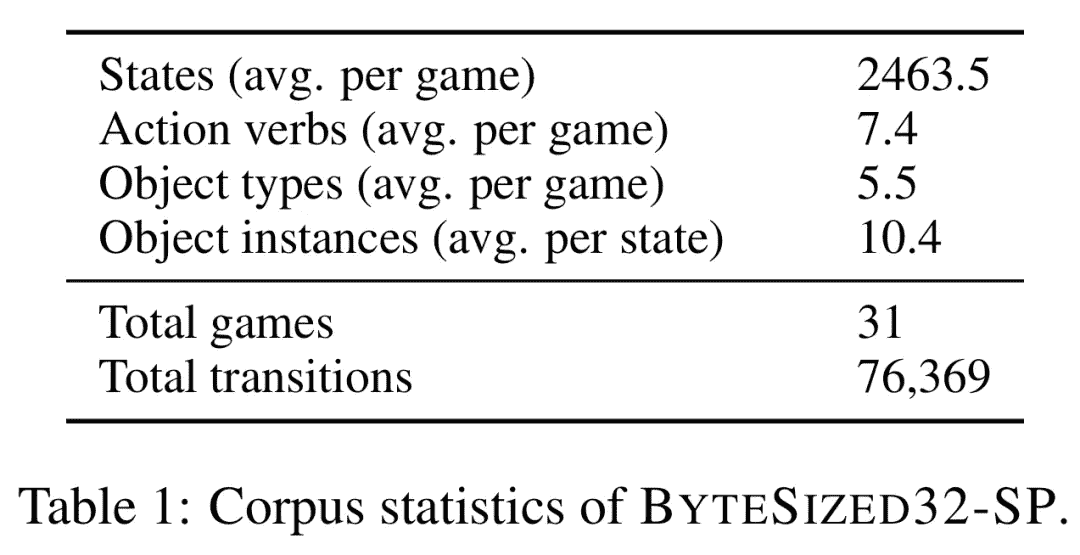 States (avg. per game) 2463.5
Action verbs (avg. per game) 7.4
Object types (avg. per game) 5.5
Object instances (avg. per state) 10.4
Total games 31
Total transitions 76,369
Table 1: Corpus statistics of BYTESIZED32-SP.